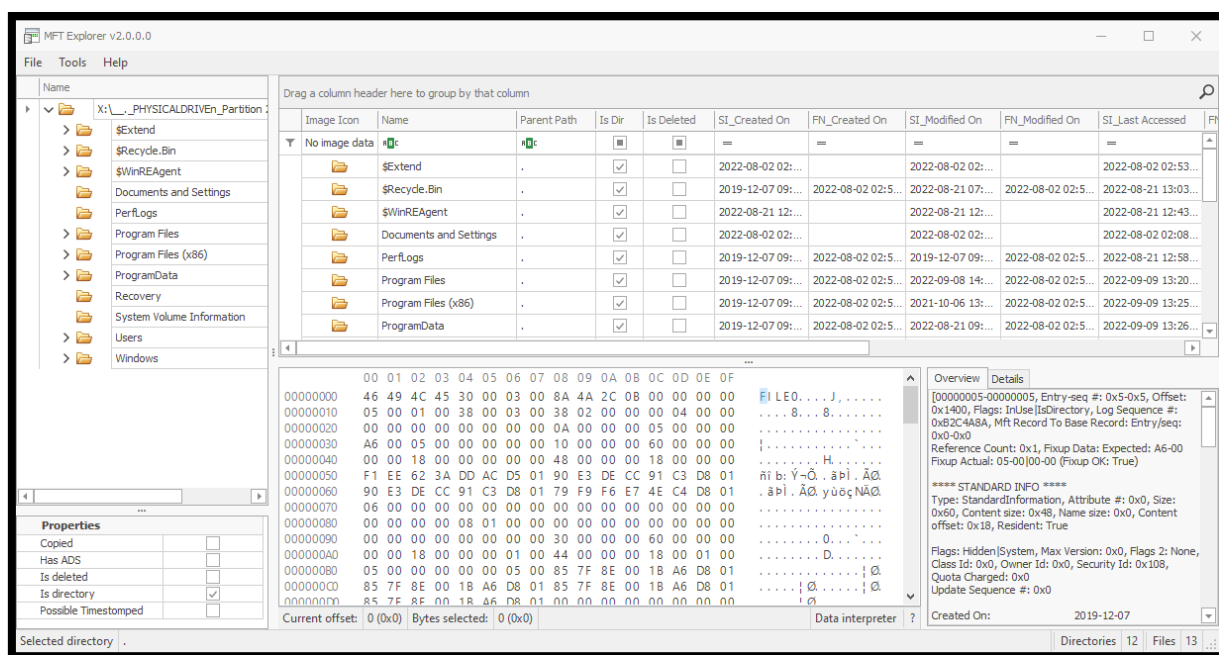 MFT Explorer v2.0.0.0
File Tools Help
Name
X:\__._PHYSICALDRIVEn_Partition
$Extend
$Recycle.Bin
$WinREAgent
Documents and Settings
PerfLogs
Program Files
Program Files (x86)
ProgramData
Recovery
System Volume Information
Users
Windows
Properties
Copied
Has ADS
Is deleted
Is directory
Possible Timestomped
Drag a column header here to group by that column
Image Icon Name Parent Path Is Dir Is Deleted SI_Created On FN_Created On SI_Modified On FN_Modified On SI_Last Accessed
No image data = = = = =
$Extend . 2022-08-02 02:... 2022-08-02 02:... 2022-08-02 02:53...
$Recycle.Bin . 2019-12-07 09:... 2022-08-02 02:5... 2022-08-21 07:... 2022-08-02 02:5... 2022-08-21 13:03...
$WinREAgent . 2022-08-21 12:... 2022-08-21 12:... 2022-08-21 12:43...
Documents and Settings . 2022-08-02 02:... 2022-08-02 02:... 2022-08-02 02:08...
PerfLogs . 2019-12-07 09:... 2022-08-02 02:5... 2019-12-07 09:... 2022-08-02 02:5... 2022-08-21 12:58...
Program Files . 2019-12-07 09:... 2022-08-02 02:5... 2022-09-08 14:... 2022-08-02 02:5... 2022-09-09 13:20...
Program Files (x86) . 2019-12-07 09:... 2022-08-02 02:5... 2021-10-06 13:... 2022-08-02 02:5... 2022-09-09 13:25...
ProgramData . 2019-12-07 09:... 2022-08-02 02:5... 2022-08-21 09:... 2022-08-02 02:5... 2022-09-09 13:26...
00 01 02 03 04 05 06 07 08 09 0A 0B 0C 0D 0E 0F
00000000 46 49 4C 45 30 00 03 00 8A 4A 2C 0B 00 00 00 00 FILE0....J,.....
00000010 05 00 01 00 38 00 03 00 38 02 00 00 00 04 00 00 ....8...8.......
00000020 00 00 00 00 00 00 00 00 0A 00 00 00 05 00 00 00 ................
00000030 A6 00 05 00 00 00 00 00 10 00 00 00 60 00 00 00 ¦...........`...
00000040 00 00 18 00 00 00 00 00 48 00 00 00 18 00 00 00 ........H.......
00000050 F1 EE 62 3A DD AC D5 01 90 E3 DE CC 91 C3 D8 01 ñîb:Ý¬Õ..ãÞÌ.ÃØ.
00000060 90 E3 DE CC 91 C3 D8 01 79 F9 F6 E7 4E C4 D8 01 .ãÞÌ.ÃØ.yùöçNÄØ.
00000070 06 00 00 00 00 00 00 00 00 00 00 00 00 00 00 00 ................
00000080 00 00 00 00 08 01 00 00 00 00 00 00 00 00 00 00 ................
00000090 00 00 00 00 00 00 00 00 30 00 00 00 60 00 00 00 ........0...`...
000000A0 00 00 18 00 00 00 01 00 44 00 00 00 18 00 01 00 ........D.......
000000B0 05 00 00 00 00 00 05 00 85 7F 8E 00 1B A6 D8 01 .............¦Ø.
000000C0 85 7F 8E 00 1B A6 D8 01 85 7F 8E 00 1B A6 D8 01 .....¦Ø......¦Ø.
000000D0 85 7F 8E 00 1B A6 D8 01 00 00 00 00 00 00 00 00
Current offset: 0 (0x0) Bytes selected: 0 (0x0) Data interpreter ?
Overview Details
[00000005-00000005, Entry-seq #: 0x5-0x5, Offset:
0x1400, Flags: InUse|IsDirectory, Log Sequence #:
0xB2C4A8A, Mft Record To Base Record: Entry/seq:
0x0-0x0
Reference Count: 0x1, Fixup Data: Expected: A6-00
Fixup Actual: 05-00|00-00 (Fixup OK: True)
**** STANDARD INFO ****
Type: StandardInformation, Attribute #: 0x0, Size:
0x60, Content size: 0x48, Name size: 0x0, Content
offset: 0x18, Resident: True
Flags: Hidden|System, Max Version: 0x0, Flags 2: None,
Class Id: 0x0, Owner Id: 0x0, Security Id: 0x108,
Quota Charged: 0x0
Update Sequence #: 0x0
Created On: 2019-12-07
Selected directory .
Directories 12 Files 13